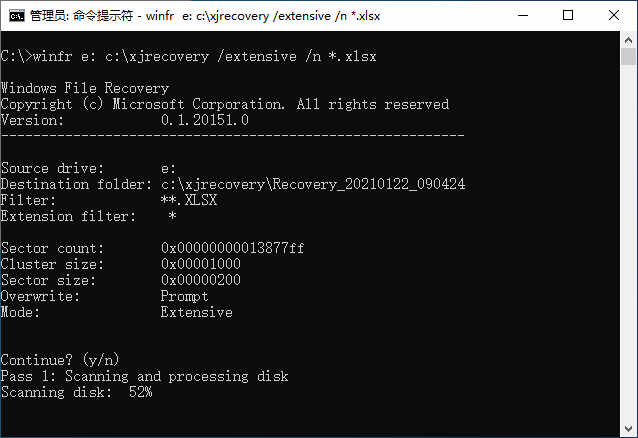 管理员: 命令提示符 - winfr e: c:\xjrecovery /extensive /n *.xlsx
C:\>winfr e: c:\xjrecovery /extensive /n *.xlsx
Windows File Recovery
Copyright (c) Microsoft Corporation. All rights reserved
Version: 0.1.20151.0
---------------------------------------------------------
Source drive: e:
Destination folder: c:\xjrecovery\Recovery_20210122_090424
Filter: **.XLSX
Extension filter: *
Sector count: 0x00000000013877ff
Cluster size: 0x00001000
Sector size: 0x00000200
Overwrite: Prompt
Mode: Extensive
Continue? (y/n)
Pass 1: Scanning and processing disk
Scanning disk: 52%